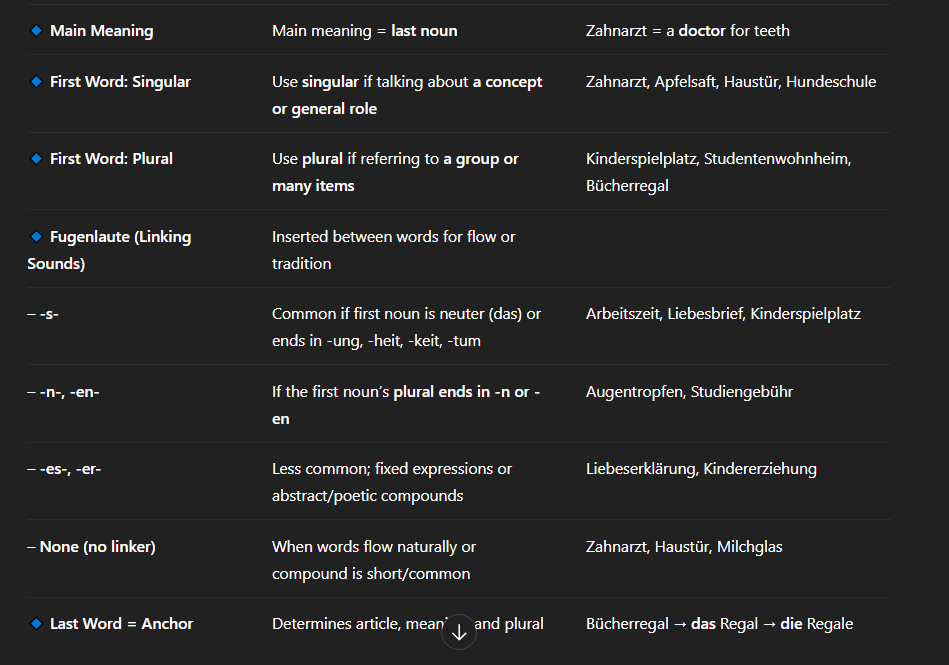 Main Meaning Main meaning = last noun Zahnarzt = a doctor for teeth
First Word: Singular Use singular if talking about a concept Zahnarzt, Apfelsaft, Haustür, Hundeschule
or general role
First Word: Plural Use plural if referring to a group or Kinderspielplatz, Studentenwohnheim,
many items Bücherregal
Fugenlaute (Linking Inserted between words for flow or
Sounds) tradition
– -s- Common if first noun is neuter (das) or Arbeitszeit, Liebesbrief, Kinderspielplatz
ends in -ung, -heit, -keit, -tum
– -n-, -en- If the first noun's plural ends in -n or - Augentropfen, Studiengebühr
en
– -es-, -er- Less common; fixed expressions or Liebeserklärung, Kindererziehung
abstract/poetic compounds
– None (no linker) When words flow naturally or Zahnarzt, Haustür, Milchglas
compound is short/common
Last Word = Anchor Determines article, meaning and plural Bücherregal → das Regal → die Regale